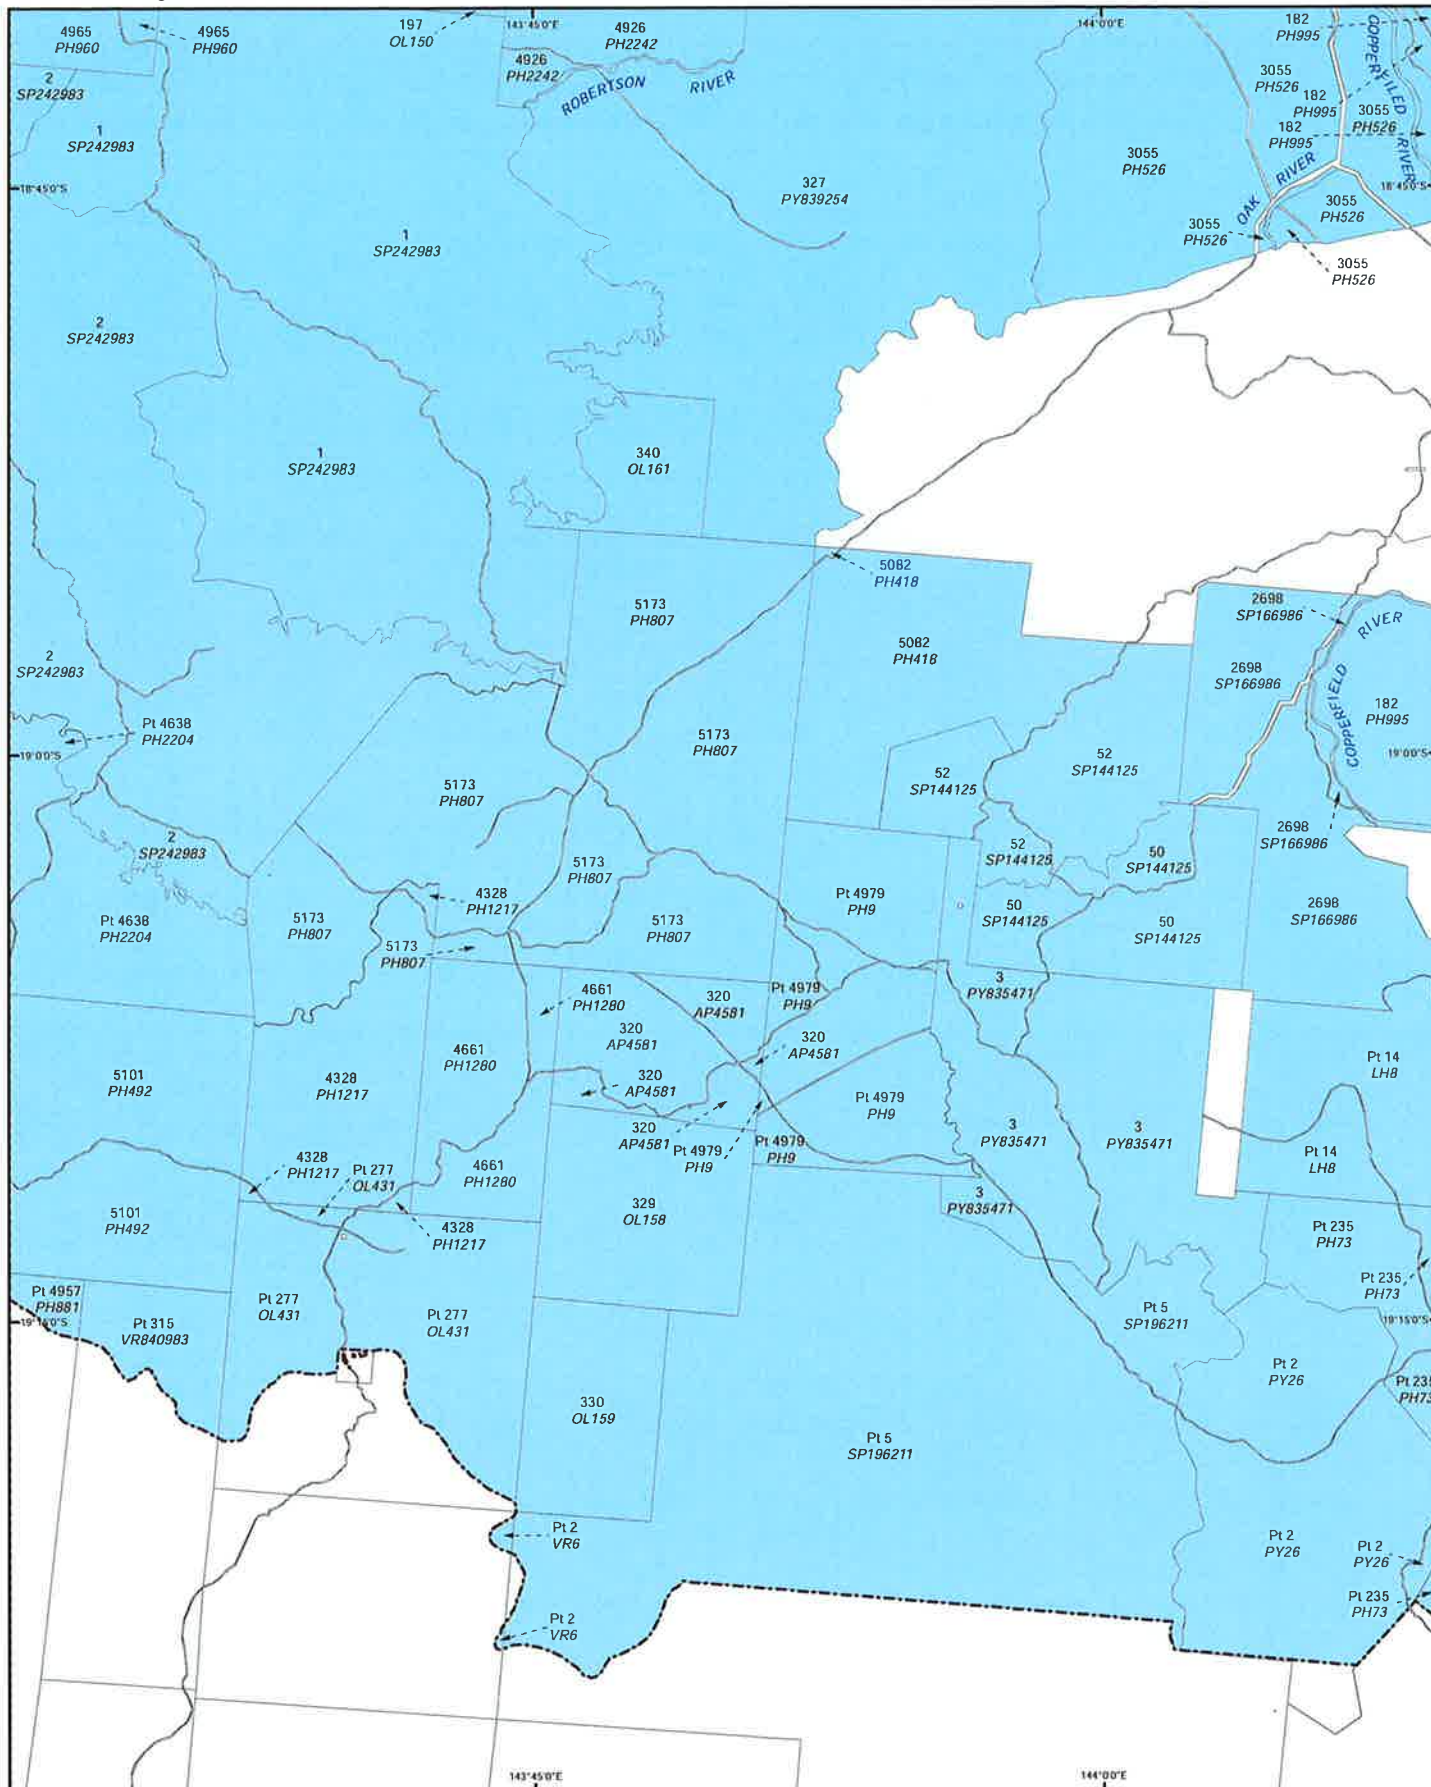 143°45'0"E
144°0'0"E
4965
PH960
4965
PH960
197
OL150
4926
PH2242
4926
PH2242
ROBERTSON RIVER
182
PH995
COPPERFILED RIVER
3055
PH526
182
PH995
3055
PH526
182
PH995
2
SP242983
1
SP242983
3055
PH526
18°45'0"S
327
PY839254
OAK RIVER
18°45'0"S
3055
PH526
3055
PH526
3055
PH526
1
SP242983
2
SP242983
1
SP242983
340
OL161
5082
PH418
5173
PH807
2698
SP166986
RIVER
5082
PH418
2
SP242983
2698
SP166986
COPPERFIELD
182
PH995
Pt 4638
PH2204
5173
PH807
19°0'0"S
52
SP144125
19°0'0"S
5173
PH807
52
SP144125
2
SP242983
2698
SP166986
52
SP144125
50
SP144125
5173
PH807
4328
PH1217
Pt 4979
PH9
Pt 4638
PH2204
5173
PH807
5173
PH807
50
SP144125
50
SP144125
2698
SP166986
5173
PH807
3
PY835471
4661
PH1280
320
AP4581
Pt 4979
PH9
320
AP4581
320
AP4581
4661
PH1280
Pt 14
LH8
5101
PH492
4328
PH1217
320
AP4581
Pt 4979
PH9
320
AP4581
Pt 4979
PH9
Pt 4979
PH9
3
PY835471
3
PY835471
4328
PH1217
Pt 277
OL431
4661
PH1280
Pt 14
LH8
3
PY835471
329
OL158
5101
PH492
4328
PH1217
Pt 235
PH73
Pt 235
PH73
Pt 4957
PH881
Pt 277
OL431
Pt 277
OL431
Pt 5
SP196211
19°15'0"S
Pt 315
VR840983
19°15'0"S
Pt 2
PY26
Pt 235
PH73
330
OL159
Pt 5
SP196211
Pt 2
VR6
Pt 2
PY26
Pt 2
PY26
Pt 235
PH73
Pt 2
VR6
143°45'0"E
144°0'0"E